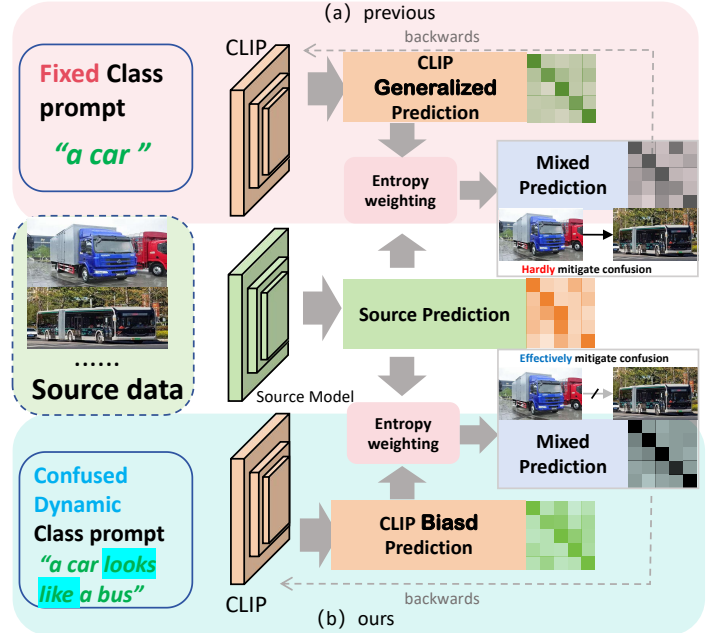 (a) previous
CLIP
backwards
Fixed Class
prompt
“a car ”
CLIP
Generalized
Prediction
Entropy
weighting
Mixed
Prediction
Hardly mitigate confusion
......
Source data
Source Model
Source Prediction
Effectively mitigate confusion
Entropy
weighting
Mixed
Prediction
Confused
Dynamic
Class prompt
“a car looks
like a bus”
CLIP Biasd
Prediction
CLIP
backwards
(b) ours